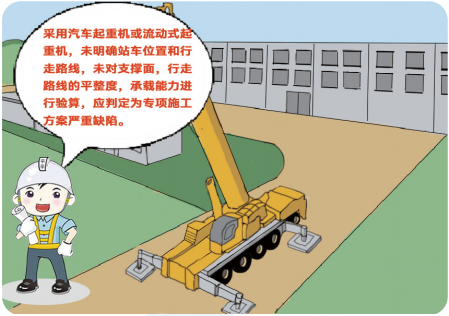 采用汽车起重机或流动式起
重机，未明确站车位置和行
走路线，未对支撑面，行走
路线的平整度，承载能力进
行验算，应判定为专项施工
方案严重缺陷。